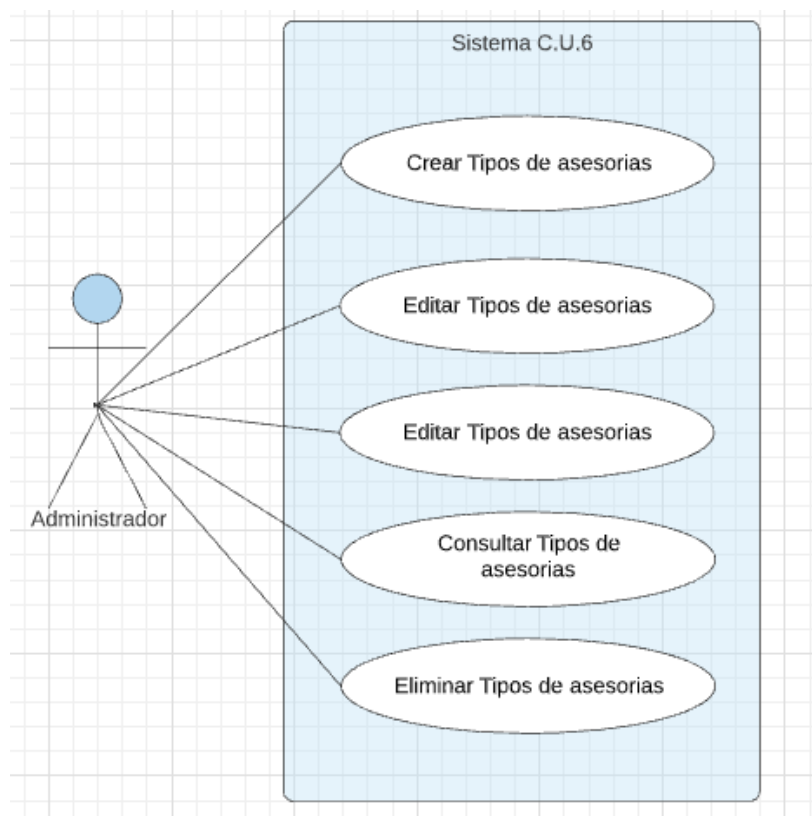 Sistema C.U.6
Crear Tipos de asesorias
Editar Tipos de asesorias
Editar Tipos de asesorias
Consultar Tipos de
asesorias
Eliminar Tipos de asesorias
Administrador